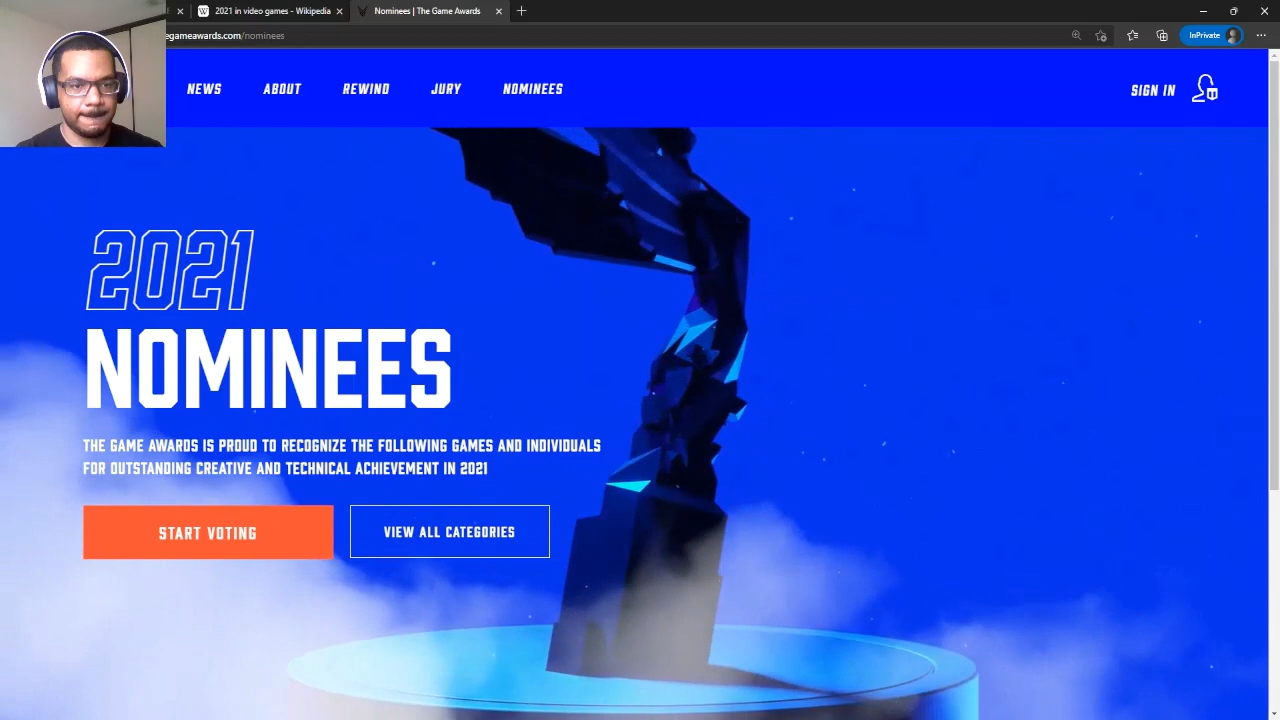 2021 in video games - Wikipedia
Nominees | The Game Awards
egameawards.com/nominees
InPrivate
NEWS
ABOUT
REWIND
JURY
NOMINEES
SIGN IN
2021
NOMINEES
THE GAME AWARDS IS PROUD TO RECOGNIZE THE FOLLOWING GAMES AND INDIVIDUALS
FOR OUTSTANDING CREATIVE AND TECHNICAL ACHIEVEMENT IN 2021
START VOTING
VIEW ALL CATEGORIES